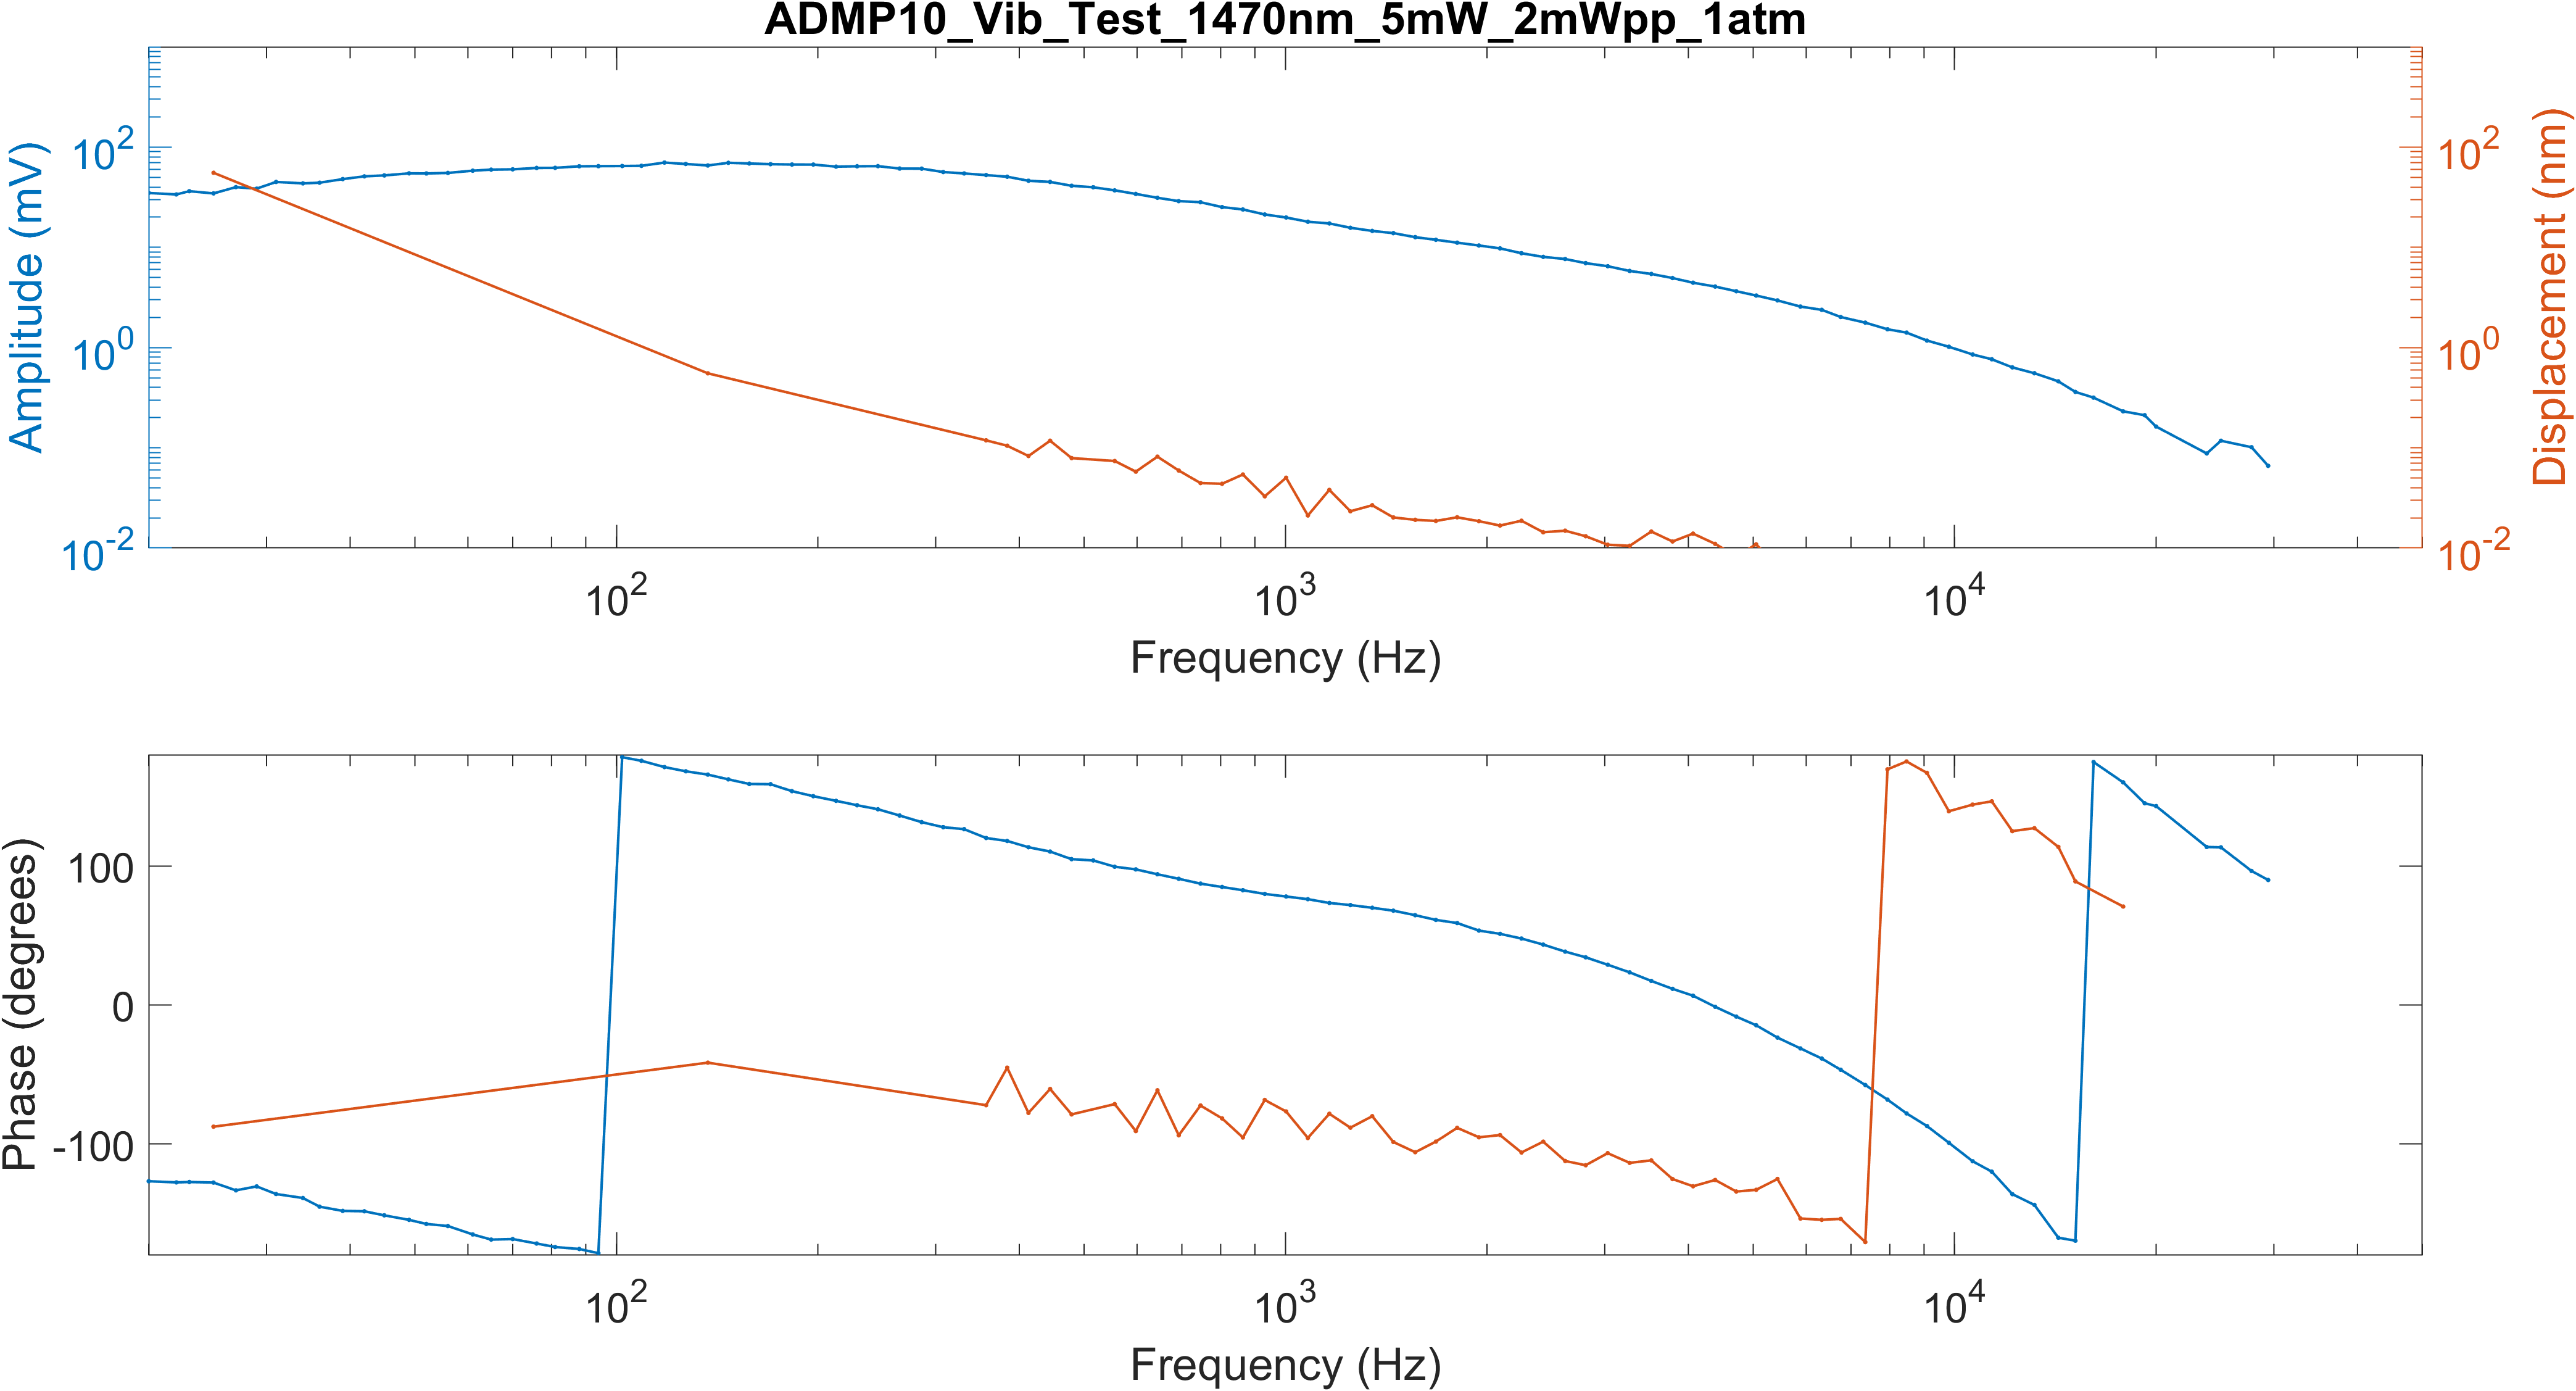 ADMP10_Vib_Test_1470nm_5mW_2mWpp_1atm
Amplitude (mV)
10^2
10^0
10^-2
10^2
10^0
10^-2
Displacement (nm)
10^2
10^3
10^4
Frequency (Hz)
Phase (degrees)
100
0
-100
10^2
10^3
10^4
Frequency (Hz)